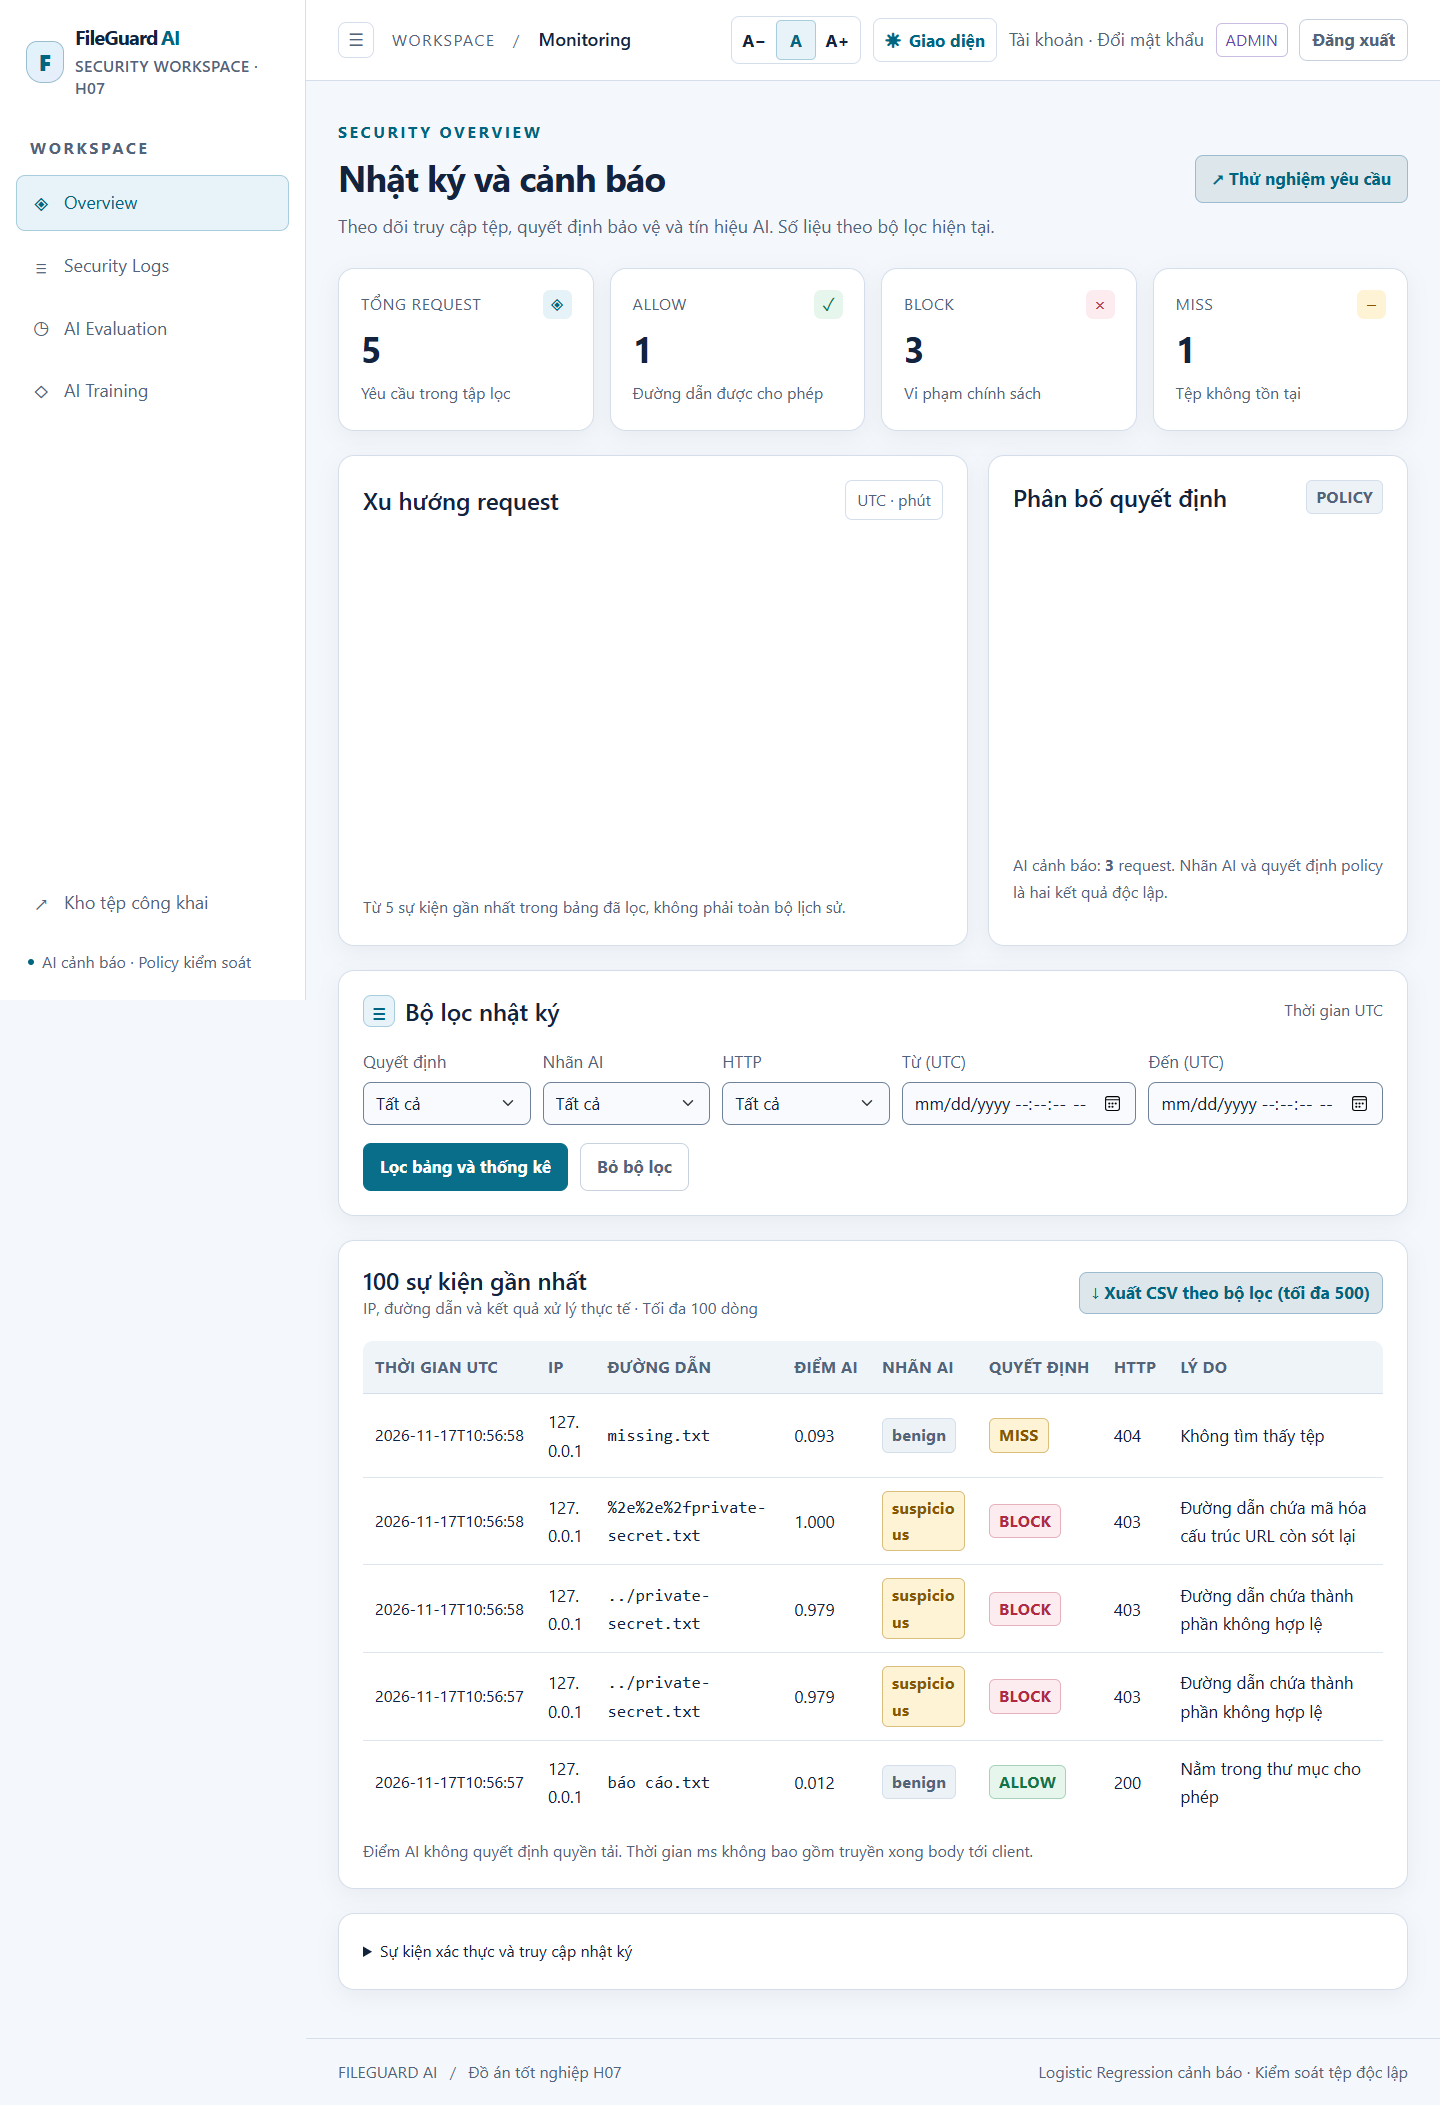 F
FileGuard AI
SECURITY WORKSPACE ·
H07
WORKSPACE
Overview
Security Logs
AI Evaluation
AI Training
Kho tệp công khai
AI cảnh báo · Policy kiểm soát
WORKSPACE / Monitoring
A− A A+
Giao diện
Tài khoản · Đổi mật khẩu
ADMIN
Đăng xuất
SECURITY OVERVIEW
Nhật ký và cảnh báo
↗ Thử nghiệm yêu cầu
Theo dõi truy cập tệp, quyết định bảo vệ và tín hiệu AI. Số liệu theo bộ lọc hiện tại.
TỔNG REQUEST
5
Yêu cầu trong tập lọc
ALLOW
1
Đường dẫn được cho phép
BLOCK
3
Vi phạm chính sách
MISS
1
Tệp không tồn tại
Xu hướng request
UTC · phút
Từ 5 sự kiện gần nhất trong bảng đã lọc, không phải toàn bộ lịch sử.
Phân bố quyết định
POLICY
AI cảnh báo: 3 request. Nhãn AI và quyết định policy
là hai kết quả độc lập.
Bộ lọc nhật ký
Thời gian UTC
Quyết định Nhãn AI HTTP Từ (UTC) Đến (UTC)
Tất cả Tất cả Tất cả mm/dd/yyyy --:--:-- -- mm/dd/yyyy --:--:-- --
Lọc bảng và thống kê
Bỏ bộ lọc
100 sự kiện gần nhất
IP, đường dẫn và kết quả xử lý thực tế · Tối đa 100 dòng
↓ Xuất CSV theo bộ lọc (tối đa 500)
THỜI GIAN UTC IP ĐƯỜNG DẪN ĐIỂM AI NHÃN AI QUYẾT ĐỊNH HTTP LÝ DO
2026-11-17T10:56:58 127. missing.txt 0.093 benign MISS 404 Không tìm thấy tệp
0.0.1
2026-11-17T10:56:58 127. %2e%2e%2fprivate- 1.000 suspicio BLOCK 403 Đường dẫn chứa mã hóa
0.0.1 secret.txt us cấu trúc URL còn sót lại
2026-11-17T10:56:58 127. ../private- 0.979 suspicio BLOCK 403 Đường dẫn chứa thành
0.0.1 secret.txt us phần không hợp lệ
2026-11-17T10:56:57 127. ../private- 0.979 suspicio BLOCK 403 Đường dẫn chứa thành
0.0.1 secret.txt us phần không hợp lệ
2026-11-17T10:56:57 127. báo cáo.txt 0.012 benign ALLOW 200 Nằm trong thư mục cho
0.0.1 phép
Điểm AI không quyết định quyền tải. Thời gian ms không bao gồm truyền xong body tới client.
Sự kiện xác thực và truy cập nhật ký
FILEGUARD AI / Đồ án tốt nghiệp H07
Logistic Regression cảnh báo · Kiểm soát tệp độc lập